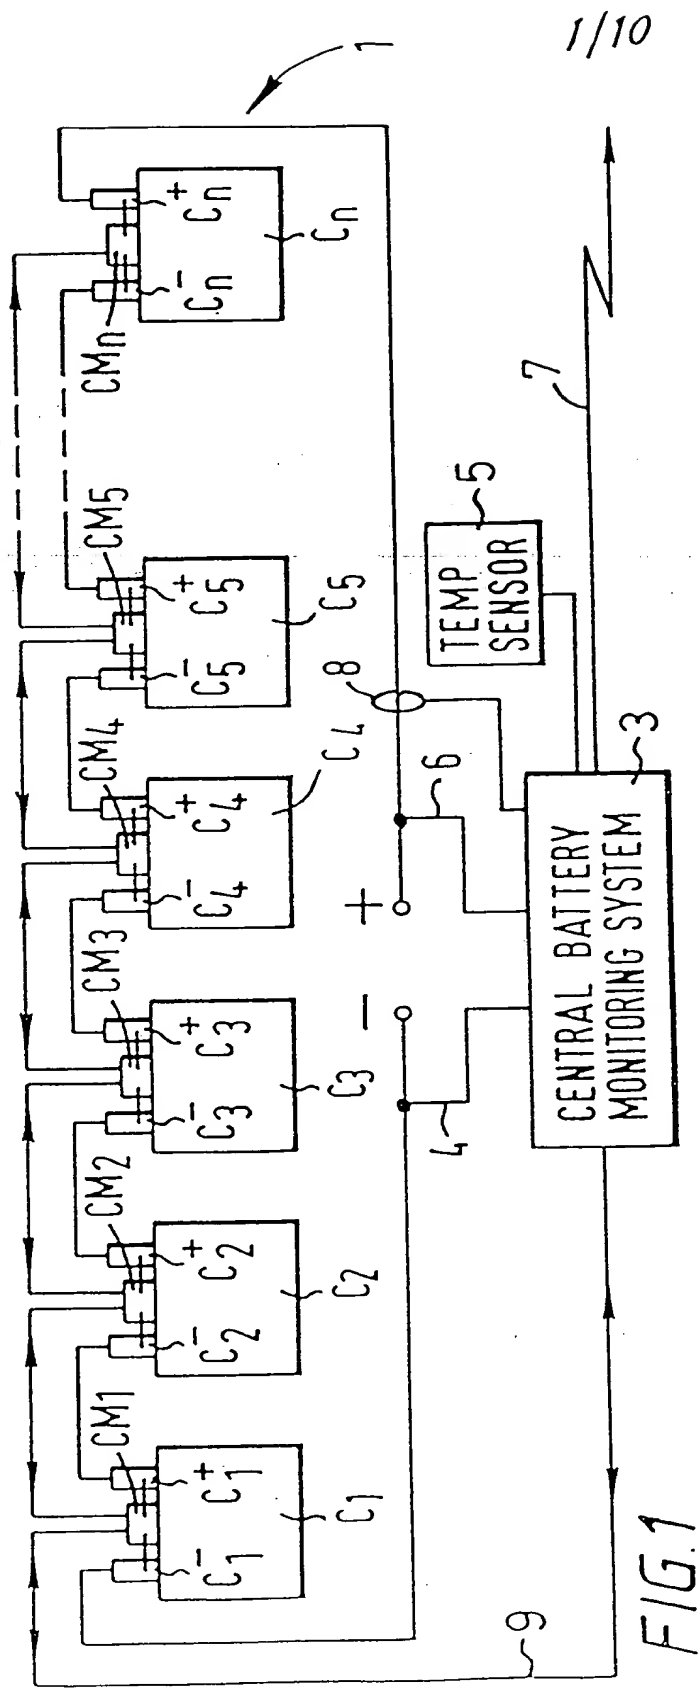 1/10
1
CM1
CM2
CM3
CM4
CM5
CMn
C1− C1+
C2− C2+
C3− C3+
C4− C4+
C5− C5+
Cn− Cn+
C1
C2
C3
C4
C5
Cn
−
+
8
4
6
TEMP
SENSOR
5
7
CENTRAL BATTERY
MONITORING SYSTEM
3
9
FIG.1